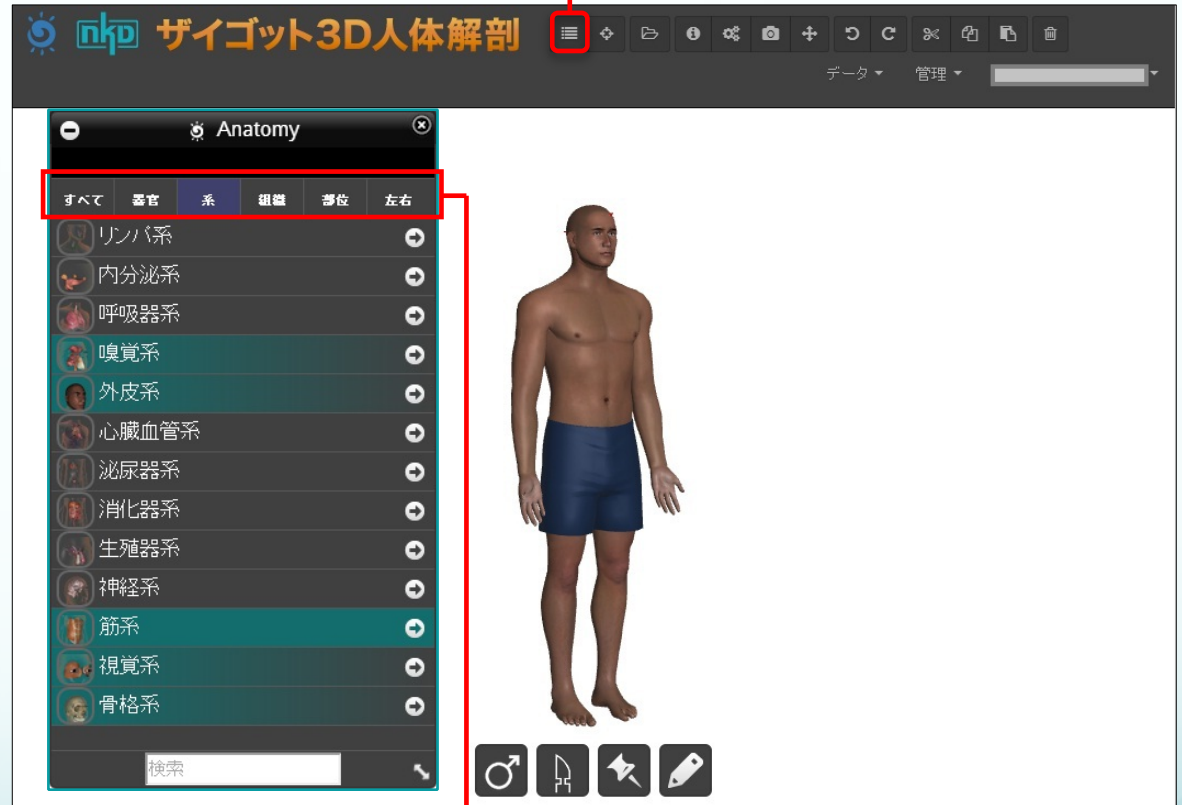 nkp ザイゴット3D人体解剖
データ 管理
Anatomy
すべて 器官 系 組織 部位 左右
リンパ系
内分泌系
呼吸器系
嗅覚系
外皮系
心臓血管系
泌尿器系
消化器系
生殖器系
神経系
筋系
視覚系
骨格系
検索